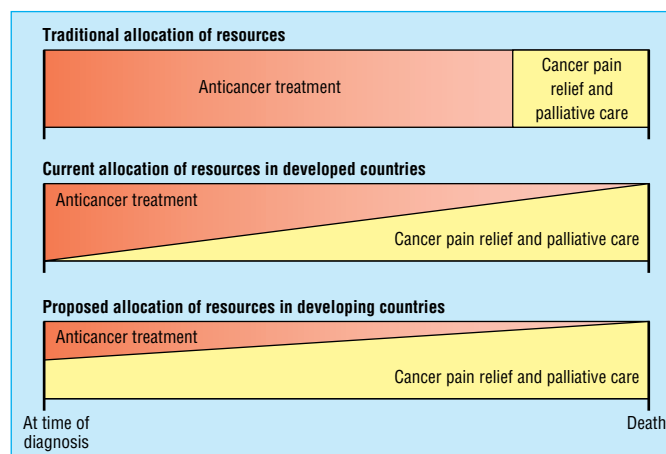 Traditional allocation of resources
Anticancer treatment
Cancer pain
relief and
palliative care
Current allocation of resources in developed countries
Anticancer treatment
Cancer pain relief and palliative care
Proposed allocation of resources in developing countries
Anticancer treatment
Cancer pain relief and palliative care
At time of
diagnosis
Death